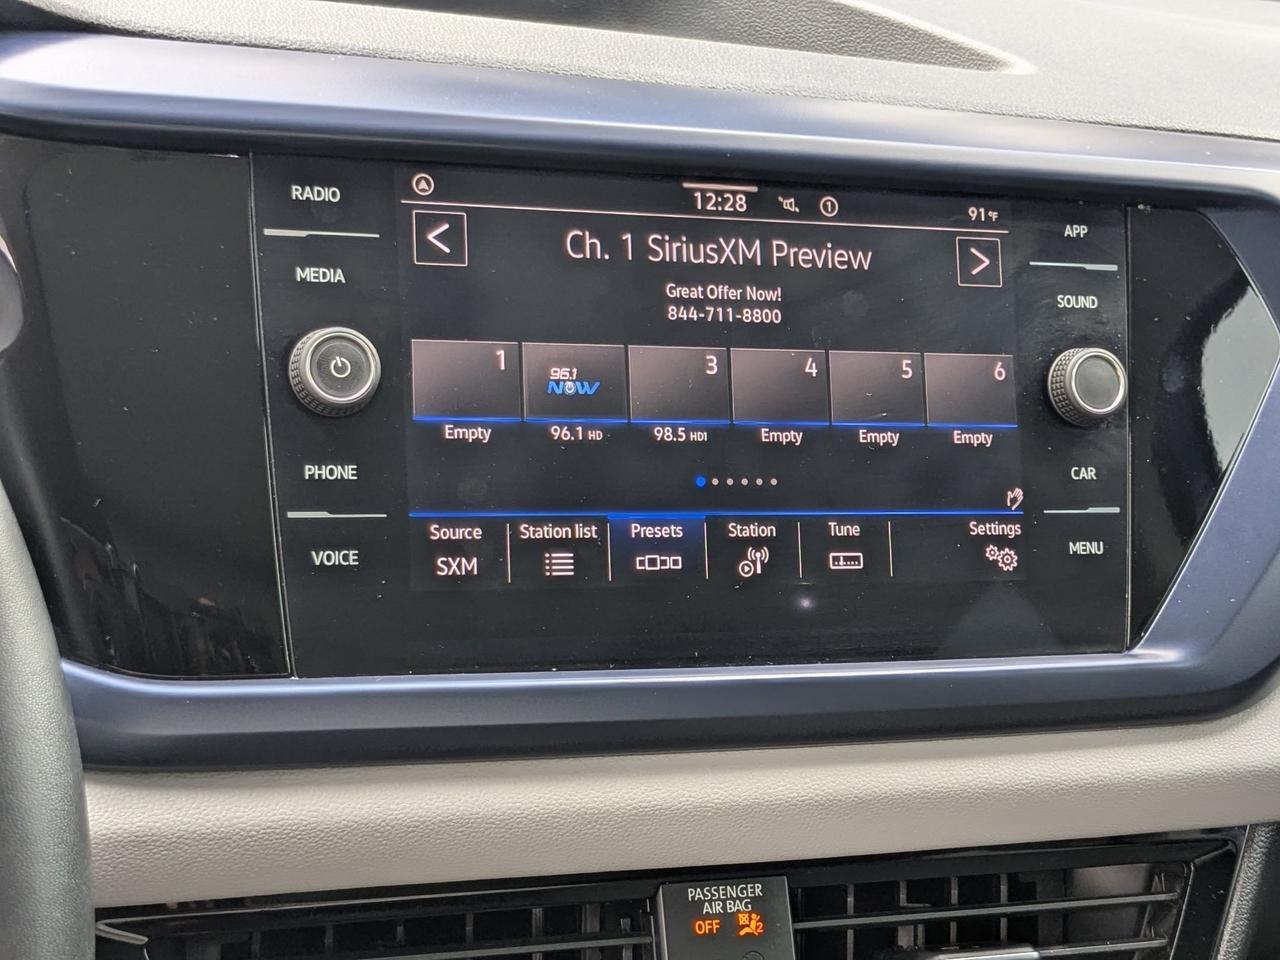 RADIO
MEDIA
PHONE
VOICE
12:28
1
91°F
Ch. 1 SiriusXM Preview
Great Offer Now!
844-711-8800
1
96.1
NOW
3
4
5
6
Empty
96.1 HD
98.5 HD1
Empty
Empty
Empty
Source
SXM
Station list
Presets
Station
Tune
Settings
APP
SOUND
CAR
MENU
PASSENGER
AIR BAG
OFF
2